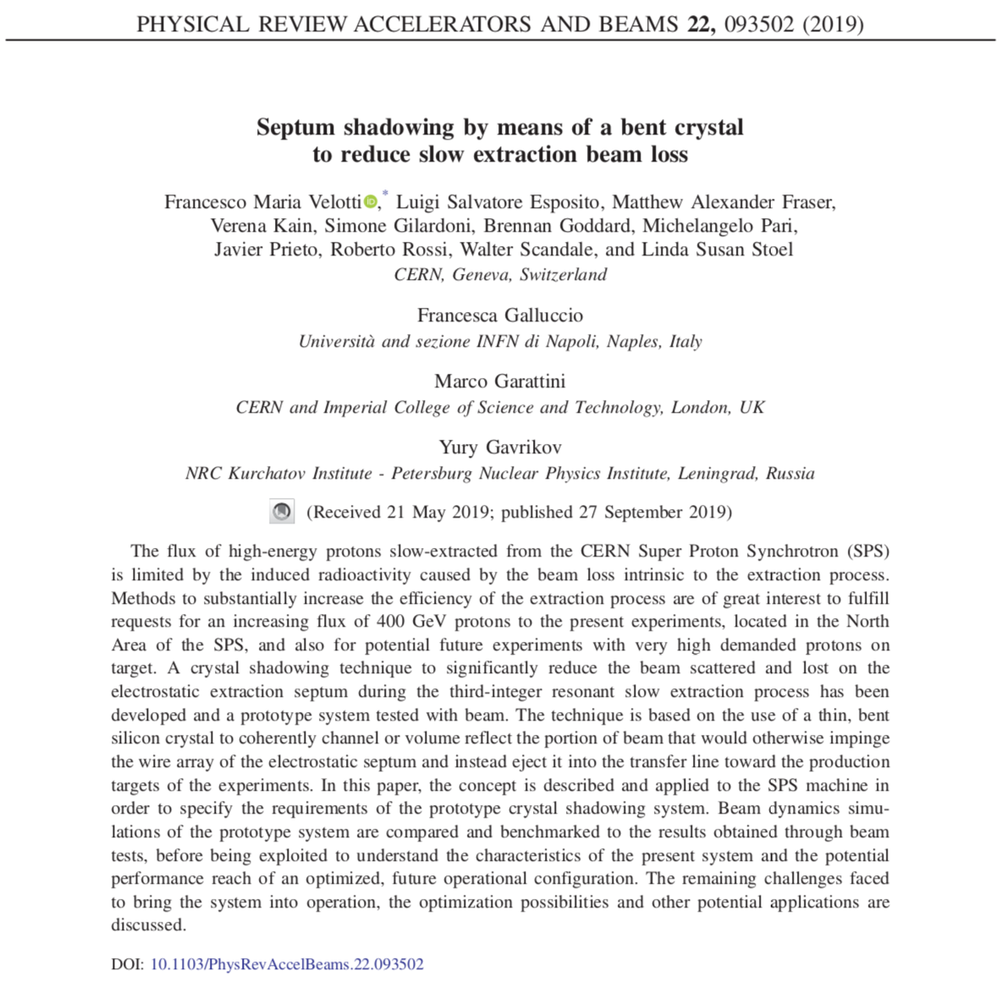 PHYSICAL REVIEW ACCELERATORS AND BEAMS 22, 093502 (2019)
Septum shadowing by means of a bent crystal
to reduce slow extraction beam loss
Francesco Maria Velotti iD,* Luigi Salvatore Esposito, Matthew Alexander Fraser,
Verena Kain, Simone Gilardoni, Brennan Goddard, Michelangelo Pari,
Javier Prieto, Roberto Rossi, Walter Scandale, and Linda Susan Stoel
CERN, Geneva, Switzerland
Francesca Galluccio
Università and sezione INFN di Napoli, Naples, Italy
Marco Garattini
CERN and Imperial College of Science and Technology, London, UK
Yury Gavrikov
NRC Kurchatov Institute - Petersburg Nuclear Physics Institute, Leningrad, Russia
(Received 21 May 2019; published 27 September 2019)
The flux of high-energy protons slow-extracted from the CERN Super Proton Synchrotron (SPS)
is limited by the induced radioactivity caused by the beam loss intrinsic to the extraction process.
Methods to substantially increase the efficiency of the extraction process are of great interest to fulfill
requests for an increasing flux of 400 GeV protons to the present experiments, located in the North
Area of the SPS, and also for potential future experiments with very high demanded protons on
target. A crystal shadowing technique to significantly reduce the beam scattered and lost on the
electrostatic extraction septum during the third-integer resonant slow extraction process has been
developed and a prototype system tested with beam. The technique is based on the use of a thin, bent
silicon crystal to coherently channel or volume reflect the portion of beam that would otherwise impinge
the wire array of the electrostatic septum and instead eject it into the transfer line toward the production
targets of the experiments. In this paper, the concept is described and applied to the SPS machine in
order to specify the requirements of the prototype crystal shadowing system. Beam dynamics simu-
lations of the prototype system are compared and benchmarked to the results obtained through beam
tests, before being exploited to understand the characteristics of the present system and the potential
performance reach of an optimized, future operational configuration. The remaining challenges faced
to bring the system into operation, the optimization possibilities and other potential applications are
discussed.
DOI: 10.1103/PhysRevAccelBeams.22.093502